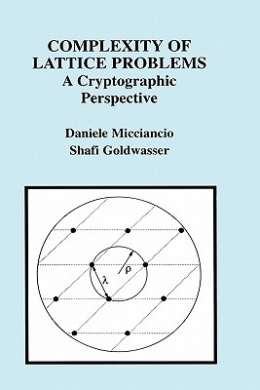 COMPLEXITY OF
LATTICE PROBLEMS
A Cryptographic
Perspective
Daniele Micciancio
Shafi Goldwasser
ρ
λ